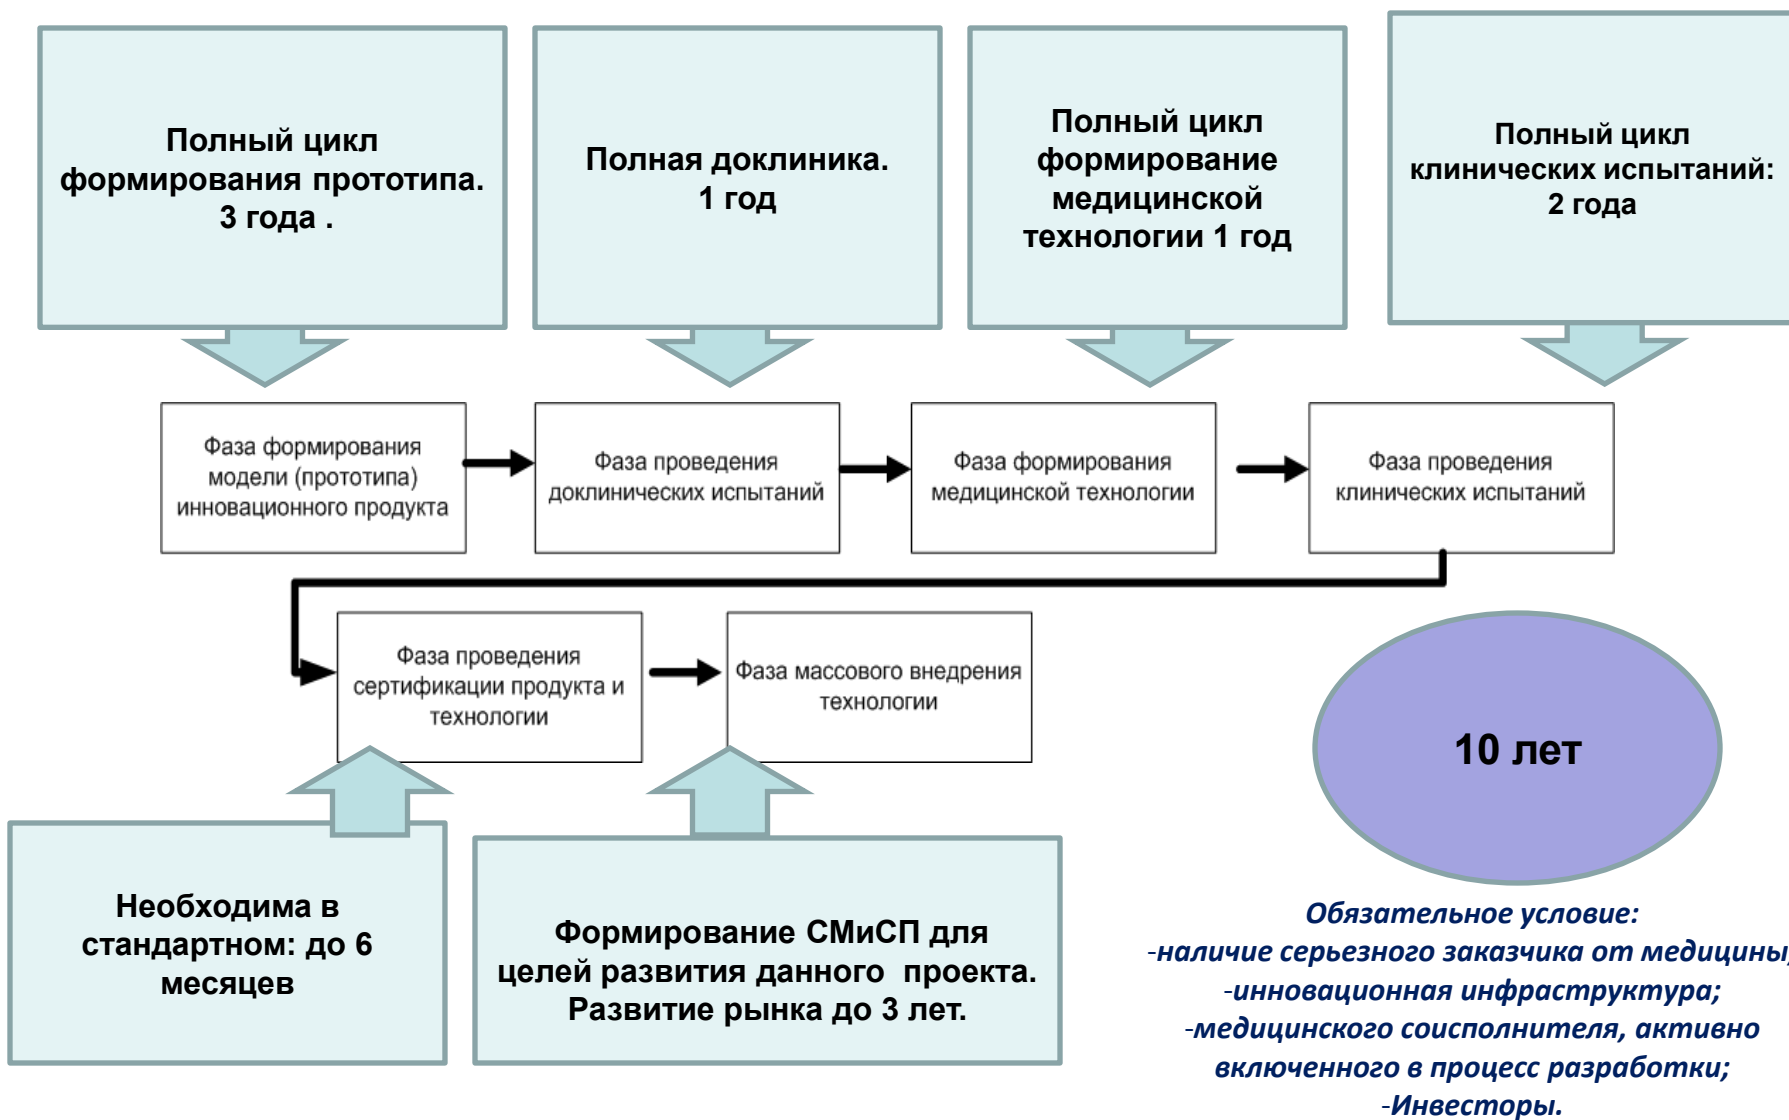 Полный цикл
формирования прототипа.
3 года .
Полная доклиника.
1 год
Полный цикл
формирование
медицинской
технологии 1 год
Полный цикл
клинических испытаний:
2 года
Фаза формирования
модели (прототипа)
инновационного продукта
Фаза проведения
доклинических испытаний
Фаза формирования
медицинской технологии
Фаза проведения
клинических испытаний
Фаза проведения
сертификации продукта и
технологии
Фаза массового внедрения
технологии
10 лет
Необходима в
стандартном: до 6
месяцев
Формирование СМиСП для
целей развития данного проекта.
Развитие рынка до 3 лет.
Обязательное условие:
-наличие серьезного заказчика от медицины,
-инновационная инфраструктура;
-медицинского соисполнителя, активно
включенного в процесс разработки;
-Инвесторы.